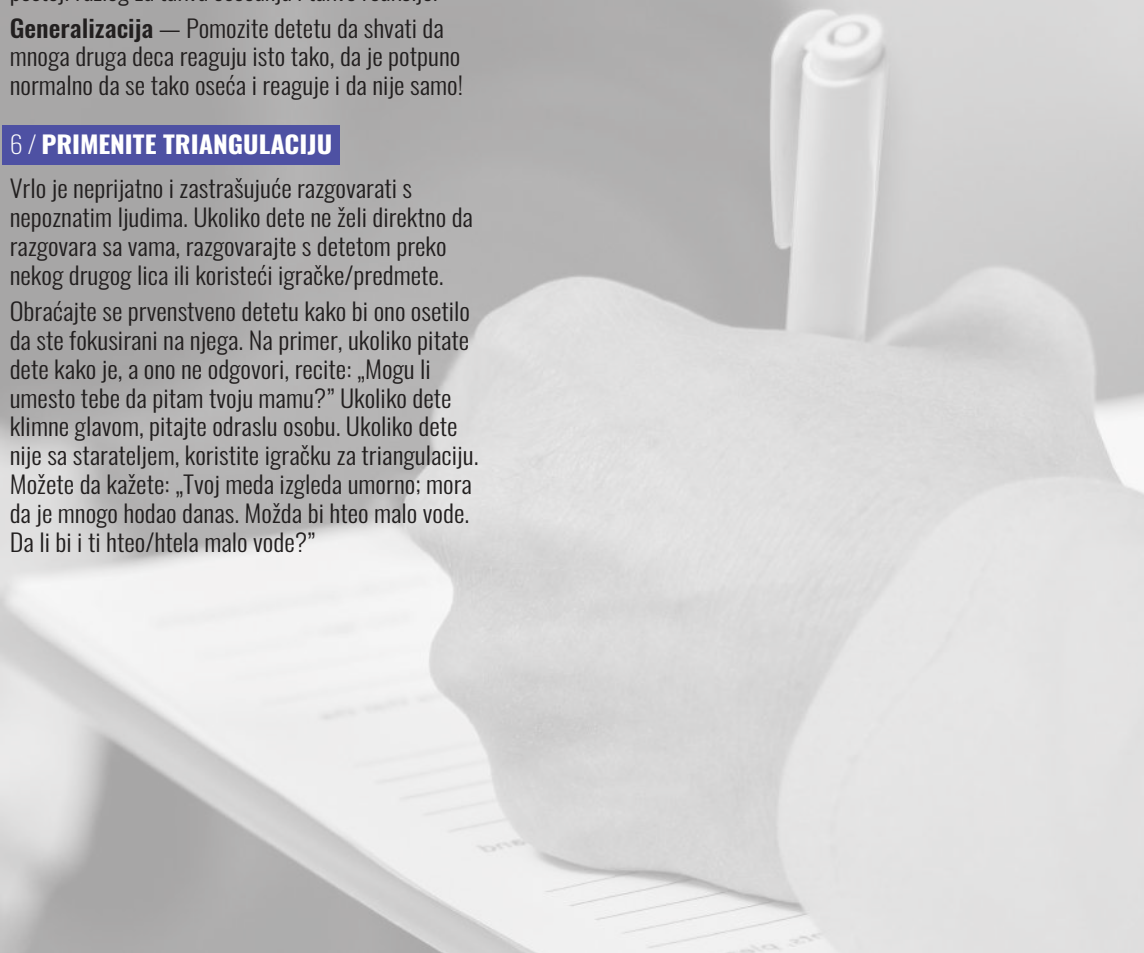 Generalizacija — Pomozite detetu da shvati da
mnoga druga deca reaguju isto tako, da je potpuno
normalno da se tako oseća i reaguje i da nije samo!
6 / PRIMENITE TRIANGULACIJU
Vrlo je neprijatno i zastrašujuće razgovarati s
nepoznatim ljudima. Ukoliko dete ne želi direktno da
razgovara sa vama, razgovarajte s detetom preko
nekog drugog lica ili koristeći igračke/predmete.
Obraćajte se prvenstveno detetu kako bi ono osetilo
da ste fokusirani na njega. Na primer, ukoliko pitate
dete kako je, a ono ne odgovori, recite: „Mogu li
umesto tebe da pitam tvoju mamu?” Ukoliko dete
klimne glavom, pitajte odraslu osobu. Ukoliko dete
nije sa starateljem, koristite igračku za triangulaciju.
Možete da kažete: „Tvoj meda izgleda umorno; mora
da je mnogo hodao danas. Možda bi hteo malo vode.
Da li bi i ti hteo/htela malo vode?”